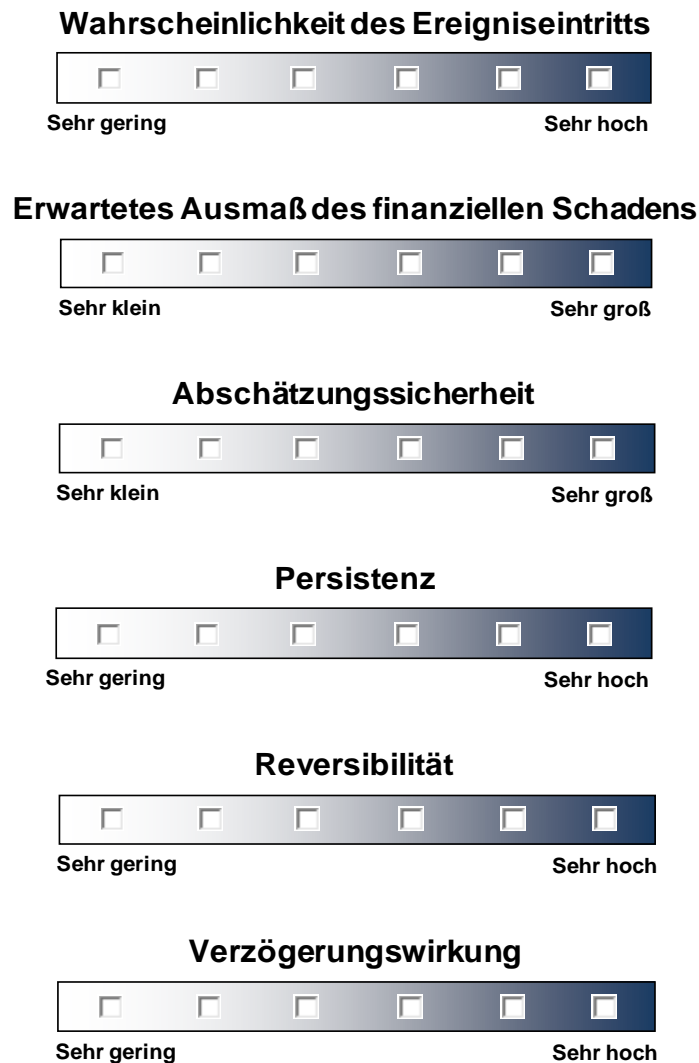 Wahrscheinlichkeit des Ereigniseintritts
Sehr gering Sehr hoch
Erwartetes Ausmaß des finanziellen Schadens
Sehr klein Sehr groß
Abschätzungssicherheit
Sehr klein Sehr groß
Persistenz
Sehr gering Sehr hoch
Reversibilität
Sehr gering Sehr hoch
Verzögerungswirkung
Sehr gering Sehr hoch